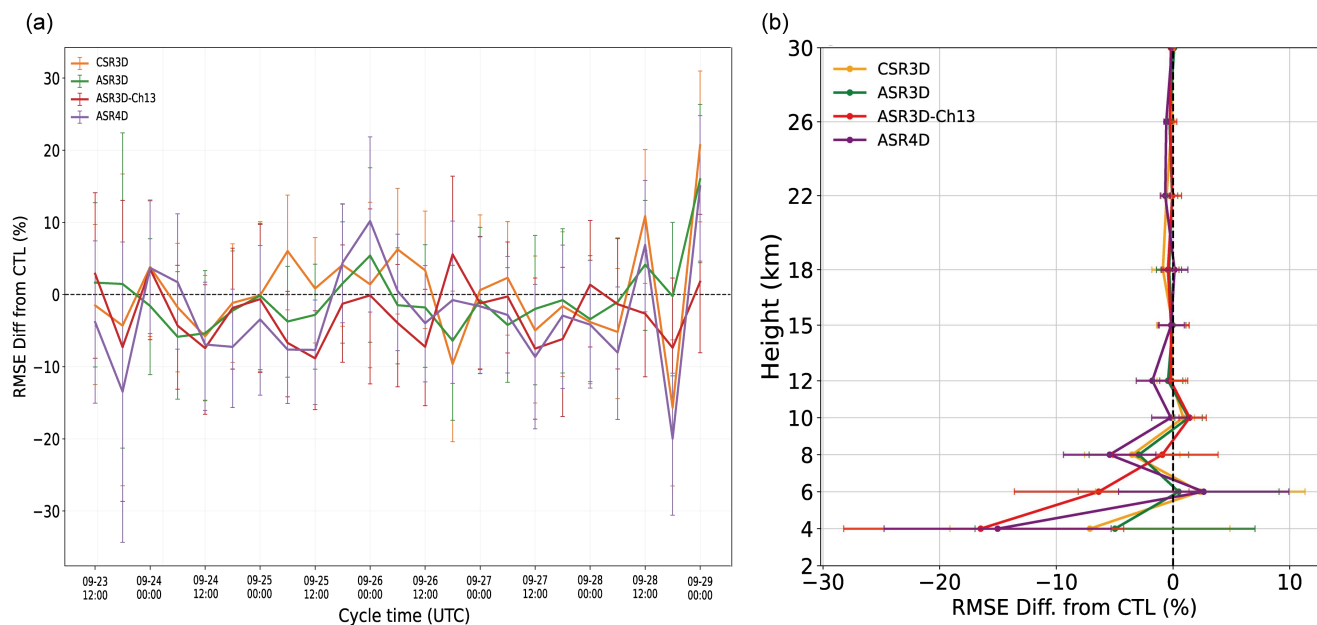 (a)
(b)
CSR3D
ASR3D
ASR3D-Ch13
ASR4D
30
20
10
0
−10
−20
−30
RMSE Diff from CTL (%)
09-23 12:00
09-24 00:00
09-24 12:00
09-25 00:00
09-25 12:00
09-26 00:00
09-26 12:00
09-27 00:00
09-27 12:00
09-28 00:00
09-28 12:00
09-29 00:00
Cycle time (UTC)
CSR3D
ASR3D
ASR3D-Ch13
ASR4D
30
26
22
18
15
12
10
8
6
4
2
Height (km)
−30 −20 −10 0 10
RMSE Diff. from CTL (%)